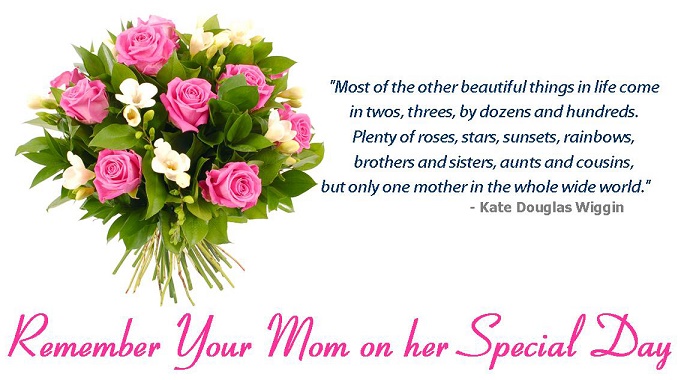 "Most of the other beautiful things in life come
in twos, threes, by dozens and hundreds.
Plenty of roses, stars, sunsets, rainbows,
brothers and sisters, aunts and cousins,
but only one mother in the whole wide world."
- Kate Douglas Wiggin
Remember Your Mom on her Special Day